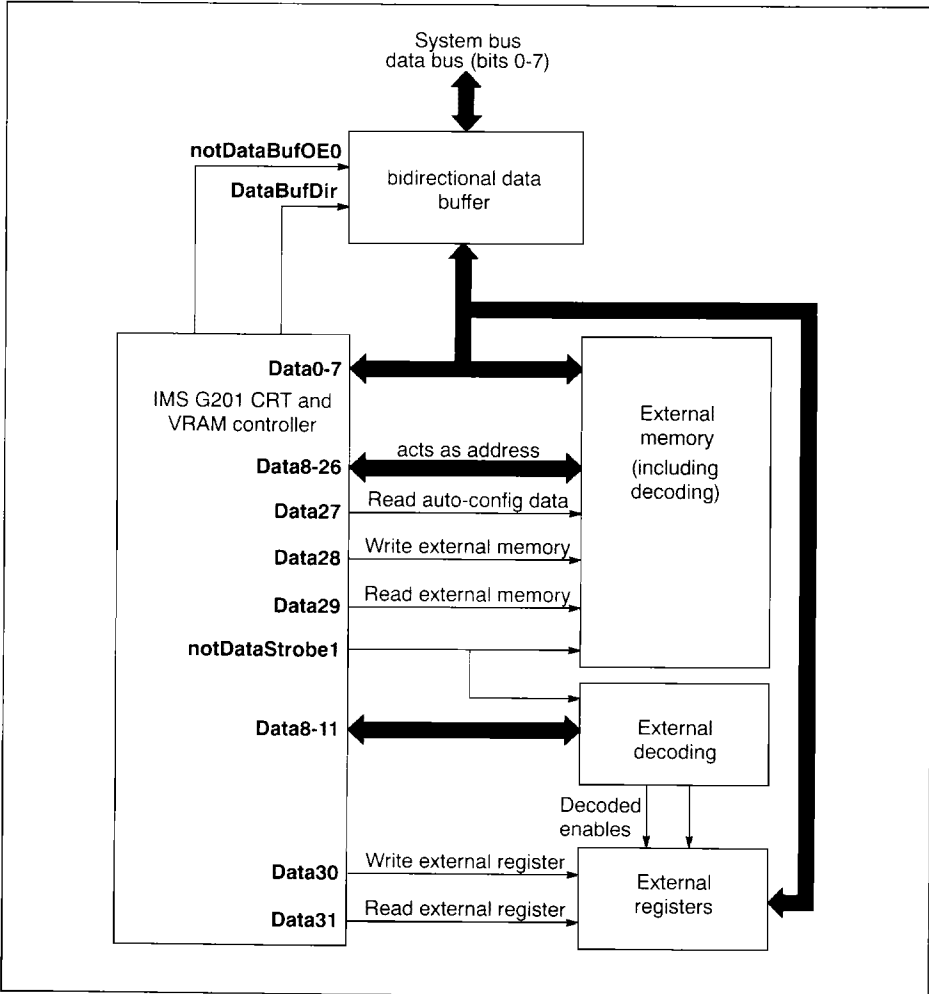 System bus
data bus (bits 0-7)
notDataBufOE0
DataBufDir
bidirectional data
buffer
Data0-7
IMS G201 CRT and
VRAM controller
External
memory
(including
decoding)
acts as address
Data8-26
Read auto-config data
Data27
Write external memory
Data28
Read external memory
Data29
notDataStrobe1
Data8-11
External
decoding
Decoded
enables
Write external register
Data30
External
registers
Read external register
Data31